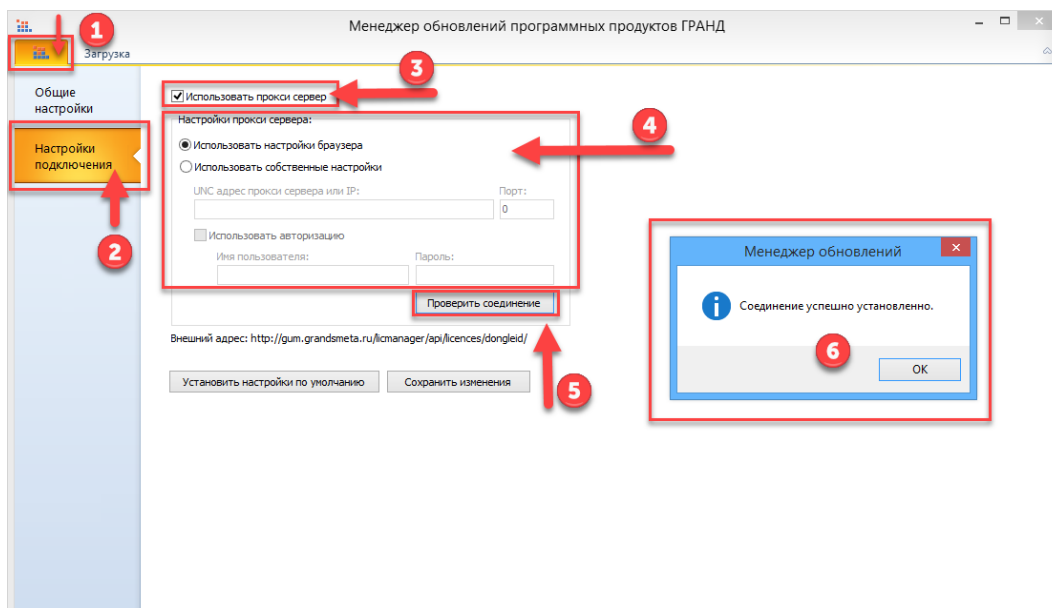 Менеджер обновлений программных продуктов ГРАНД
1
Загрузка
Общие
настройки
Настройки
подключения
2
3
Использовать прокси сервер
Настройки прокси сервера:
4
Использовать настройки браузера
Использовать собственные настройки
UNC адрес прокси сервера или IP:
Порт:
0
Использовать авторизацию
Имя пользователя:
Пароль:
Проверить соединение
Внешний адрес: http://gum.grandsmeta.ru/licmanager/api/licences/dongleid/
Установить настройки по умолчанию
Сохранить изменения
5
Менеджер обновлений
Соединение успешно установленно.
6
ОК